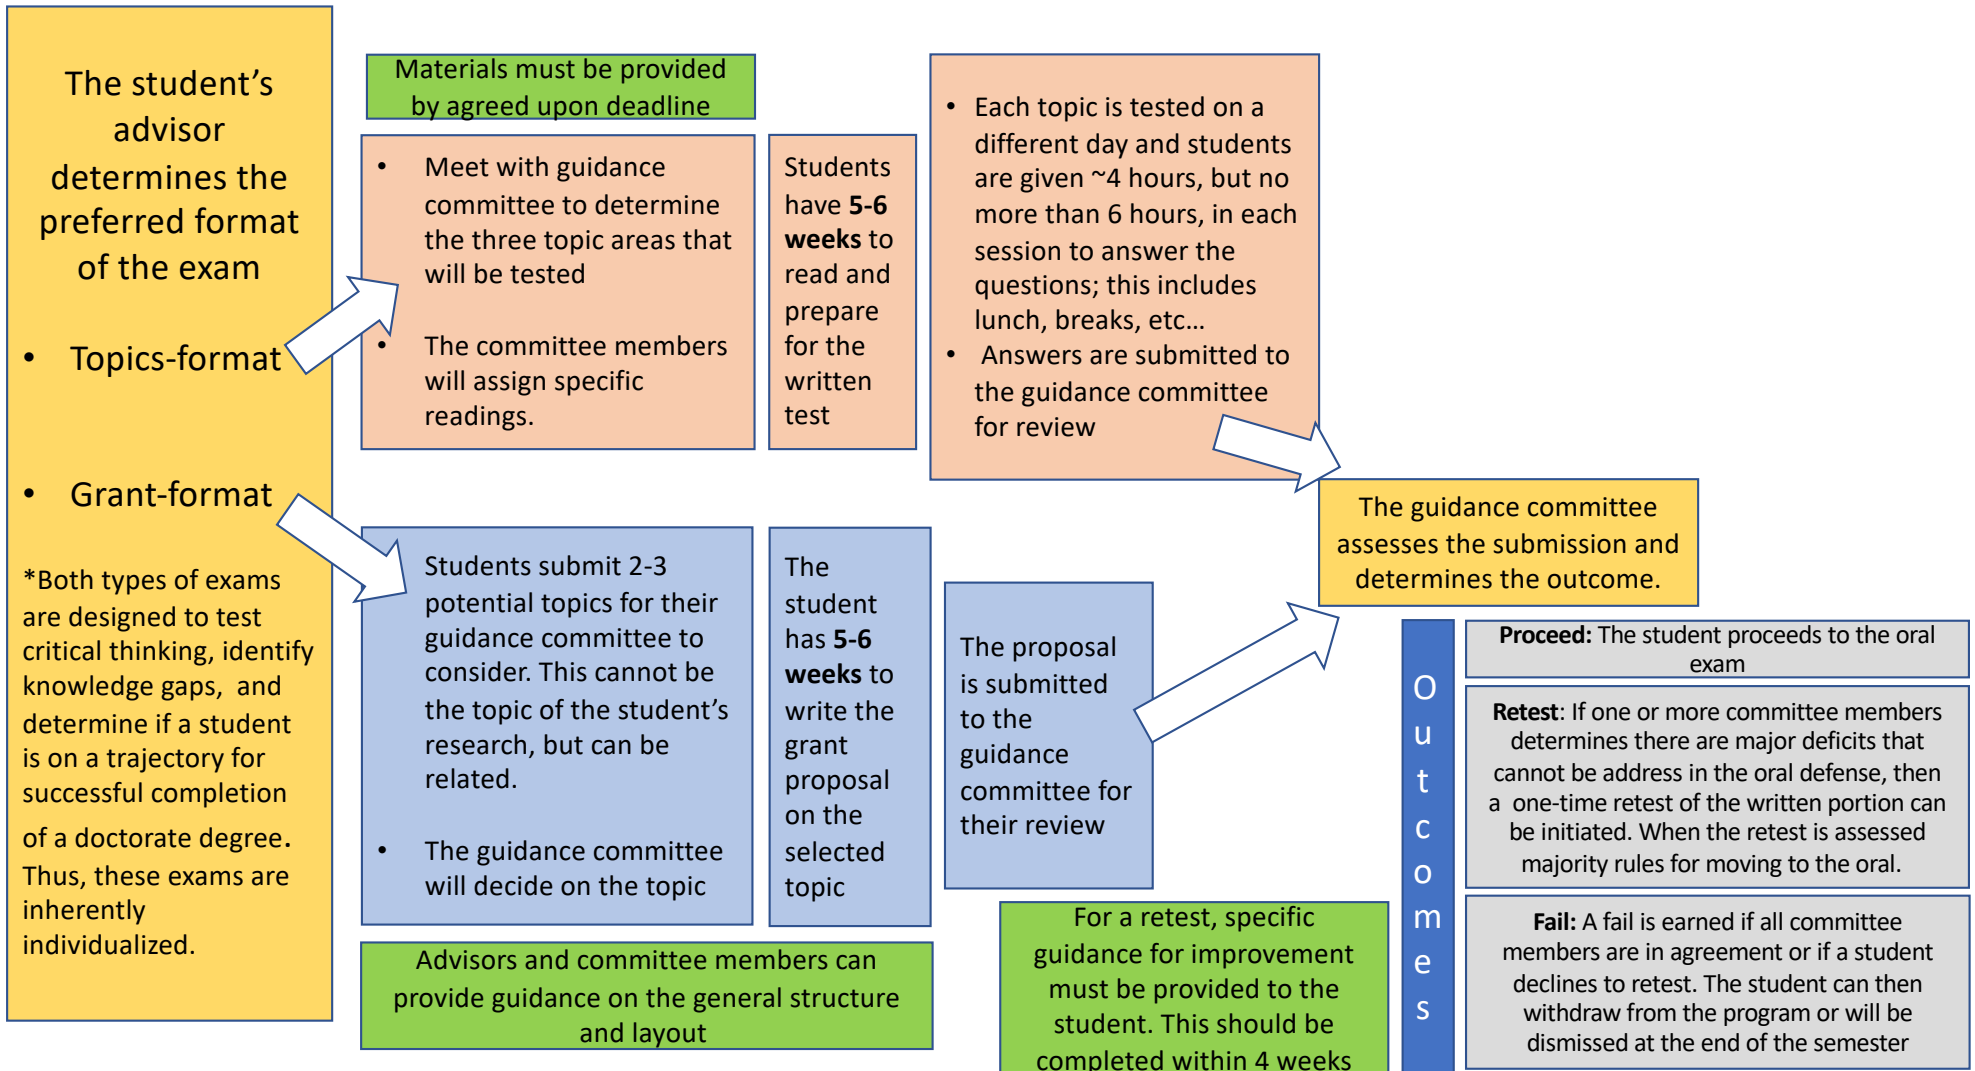 The student's
advisor
determines the
preferred format
of the exam
• Topics-format
• Grant-format
*Both types of exams
are designed to test
critical thinking, identify
knowledge gaps,  and
determine if a student
is on a trajectory for
successful completion
of a doctorate degree.
Thus, these exams are
inherently
individualized.
Materials must be provided
by agreed upon deadline
• Meet with guidance
committee to determine
the three topic areas that
will be tested
• The committee members
will assign specific
readings.
Students
have 5-6
weeks to
read and
prepare
for the
written
test
• Each topic is tested on a
different day and students
are given ~4 hours, but no
more than 6 hours, in each
session to answer the
questions; this includes
lunch, breaks, etc…
• Answers are submitted to
the guidance committee
for review
Students submit 2-3
potential topics for their
guidance committee to
consider. This cannot be
the topic of the student's
research, but can be
related.
• The guidance committee
will decide on the topic
The
student
has 5-6
weeks to
write the
grant
proposal
on the
selected
topic
The proposal
is submitted
to the
guidance
committee for
their review
Advisors and committee members can
provide guidance on the general structure
and layout
The guidance committee
assesses the submission and
determines the outcome.
For a retest, specific
guidance for improvement
must be provided to the
student. This should be
completed within 4 weeks
O
u
t
c
o
m
e
s
Proceed: The student proceeds to the oral
exam
Retest: If one or more committee members
determines there are major deficits that
cannot be address in the oral defense, then
a  one-time retest of the written portion can
be initiated. When the retest is assessed
majority rules for moving to the oral.
Fail: A fail is earned if all committee
members are in agreement or if a student
declines to retest. The student can then
withdraw from the program or will be
dismissed at the end of the semester